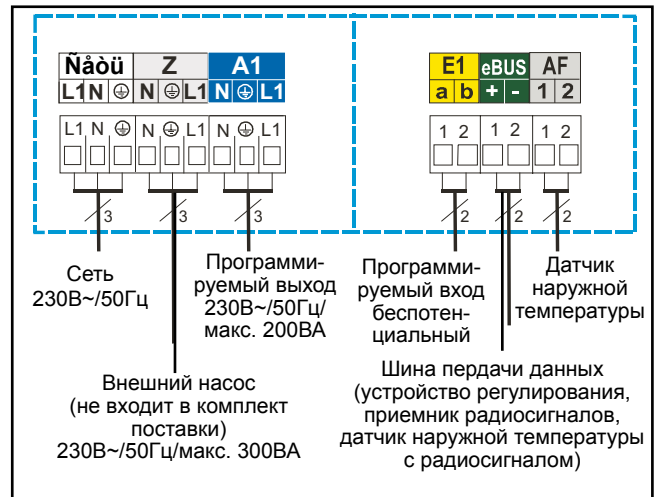 Ñåòü Z A1
L1 N ⏚ N ⏚ L1 N ⏚ L1
L1 N ⏚ N ⏚ L1 N ⏚ L1
3 3 3
E1 eBUS AF
a b + - 1 2
1 2 1 2 1 2
2 2 2
Сеть
230В~/50Гц
Программи-
руемый выход
230В~/50Гц/
макс. 200ВА
Внешний насос
(не входит в комплект
поставки)
230В~/50Гц/макс. 300ВА
Программи-
руемый вход
беспотен-
циальный
Датчик
наружной
температуры
Шина пердачи данных
(устройство регулирования,
приемник радиосигналов,
датчик наружной температуры
с радиосигналом)